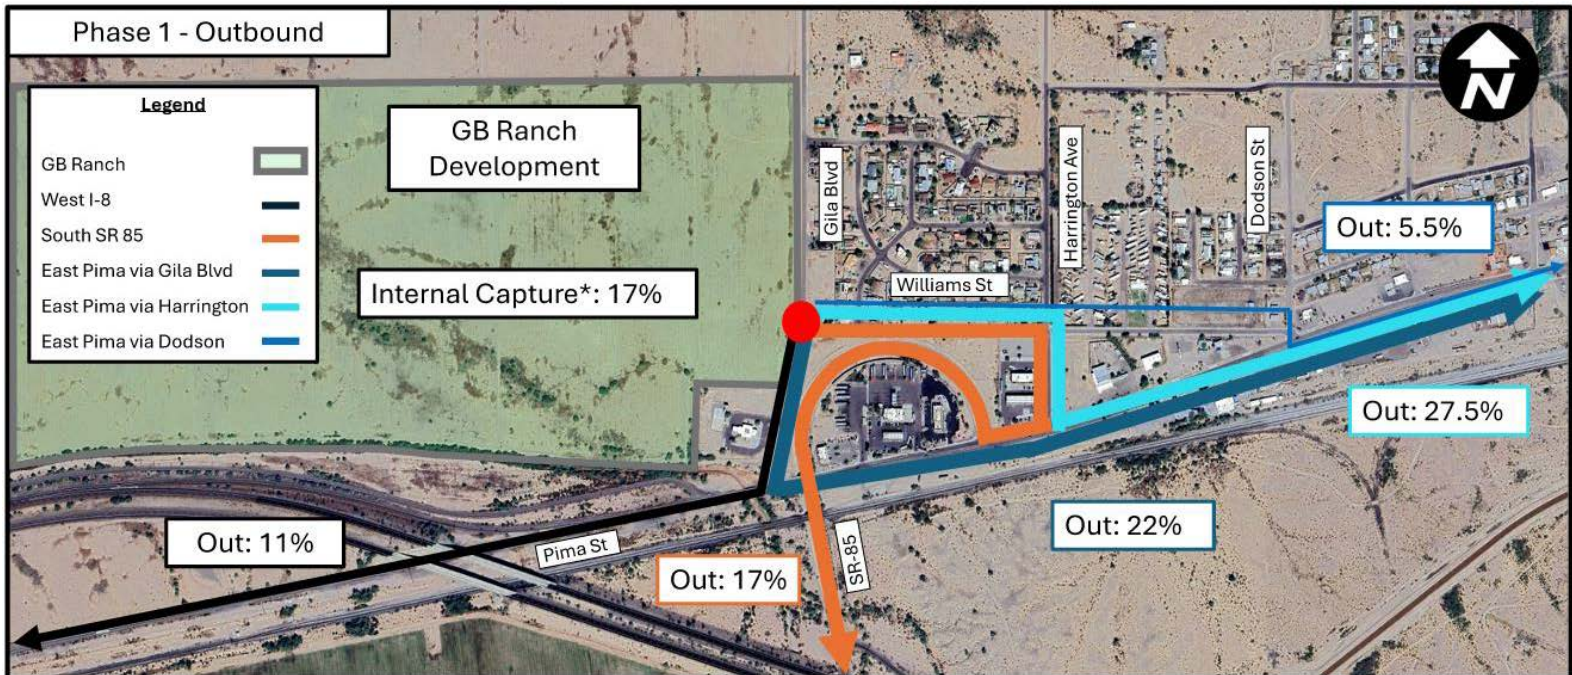 Phase 1 - Outbound
N
Legend
GB Ranch
West I-8
South SR 85
East Pima via Gila Blvd
East Pima via Harrington
East Pima via Dodson
GB Ranch
Development
Internal Capture*: 17%
Gila Blvd
Harrington Ave
Dodson St
Williams St
Out: 5.5%
Out: 27.5%
Out: 22%
Out: 11%
Pima St
Out: 17%
SR-85